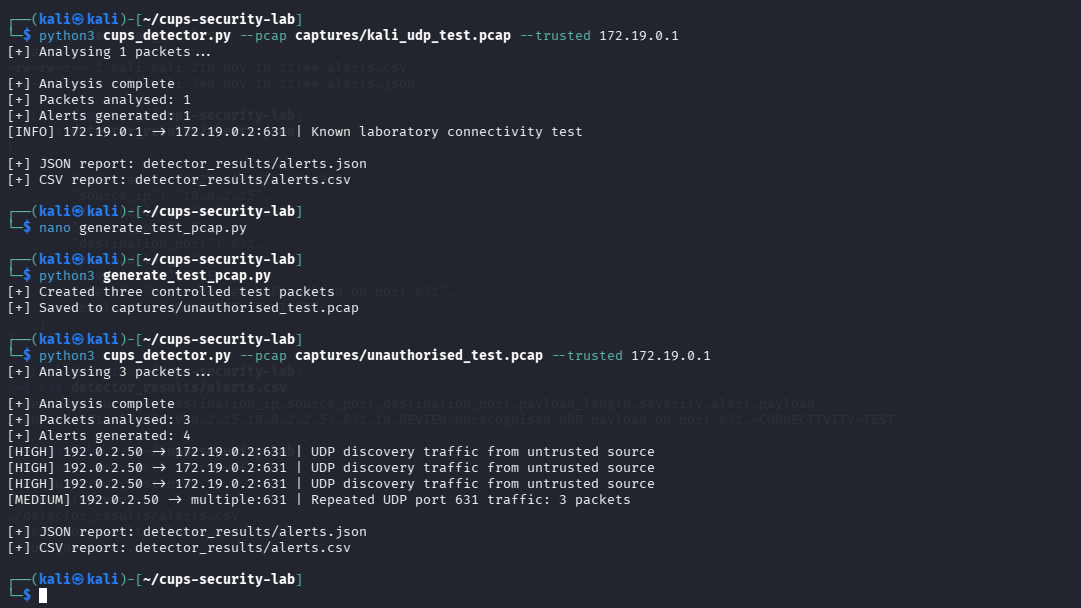 ┌──(kali㉿kali)-[~/cups-security-lab]
└─$ python3 cups_detector.py --pcap captures/kali_udp_test.pcap --trusted 172.19.0.1
[+] Analysing 1 packets...
[+] Analysis complete
[+] Packets analysed: 1
[+] Alerts generated: 1
[INFO] 172.19.0.1 → 172.19.0.2:631 | Known laboratory connectivity test
[+] JSON report: detector_results/alerts.json
[+] CSV report: detector_results/alerts.csv
┌──(kali㉿kali)-[~/cups-security-lab]
└─$ nano generate_test_pcap.py
┌──(kali㉿kali)-[~/cups-security-lab]
└─$ python3 generate_test_pcap.py
[+] Created three controlled test packets
[+] Saved to captures/unauthorised_test.pcap
┌──(kali㉿kali)-[~/cups-security-lab]
└─$ python3 cups_detector.py --pcap captures/unauthorised_test.pcap --trusted 172.19.0.1
[+] Analysing 3 packets...
[+] Analysis complete
[+] Packets analysed: 3
[+] Alerts generated: 4
[HIGH] 192.0.2.50 → 172.19.0.2:631 | UDP discovery traffic from untrusted source
[HIGH] 192.0.2.50 → 172.19.0.2:631 | UDP discovery traffic from untrusted source
[HIGH] 192.0.2.50 → 172.19.0.2:631 | UDP discovery traffic from untrusted source
[MEDIUM] 192.0.2.50 → multiple:631 | Repeated UDP port 631 traffic: 3 packets
[+] JSON report: detector_results/alerts.json
[+] CSV report: detector_results/alerts.csv
┌──(kali㉿kali)-[~/cups-security-lab]
└─$